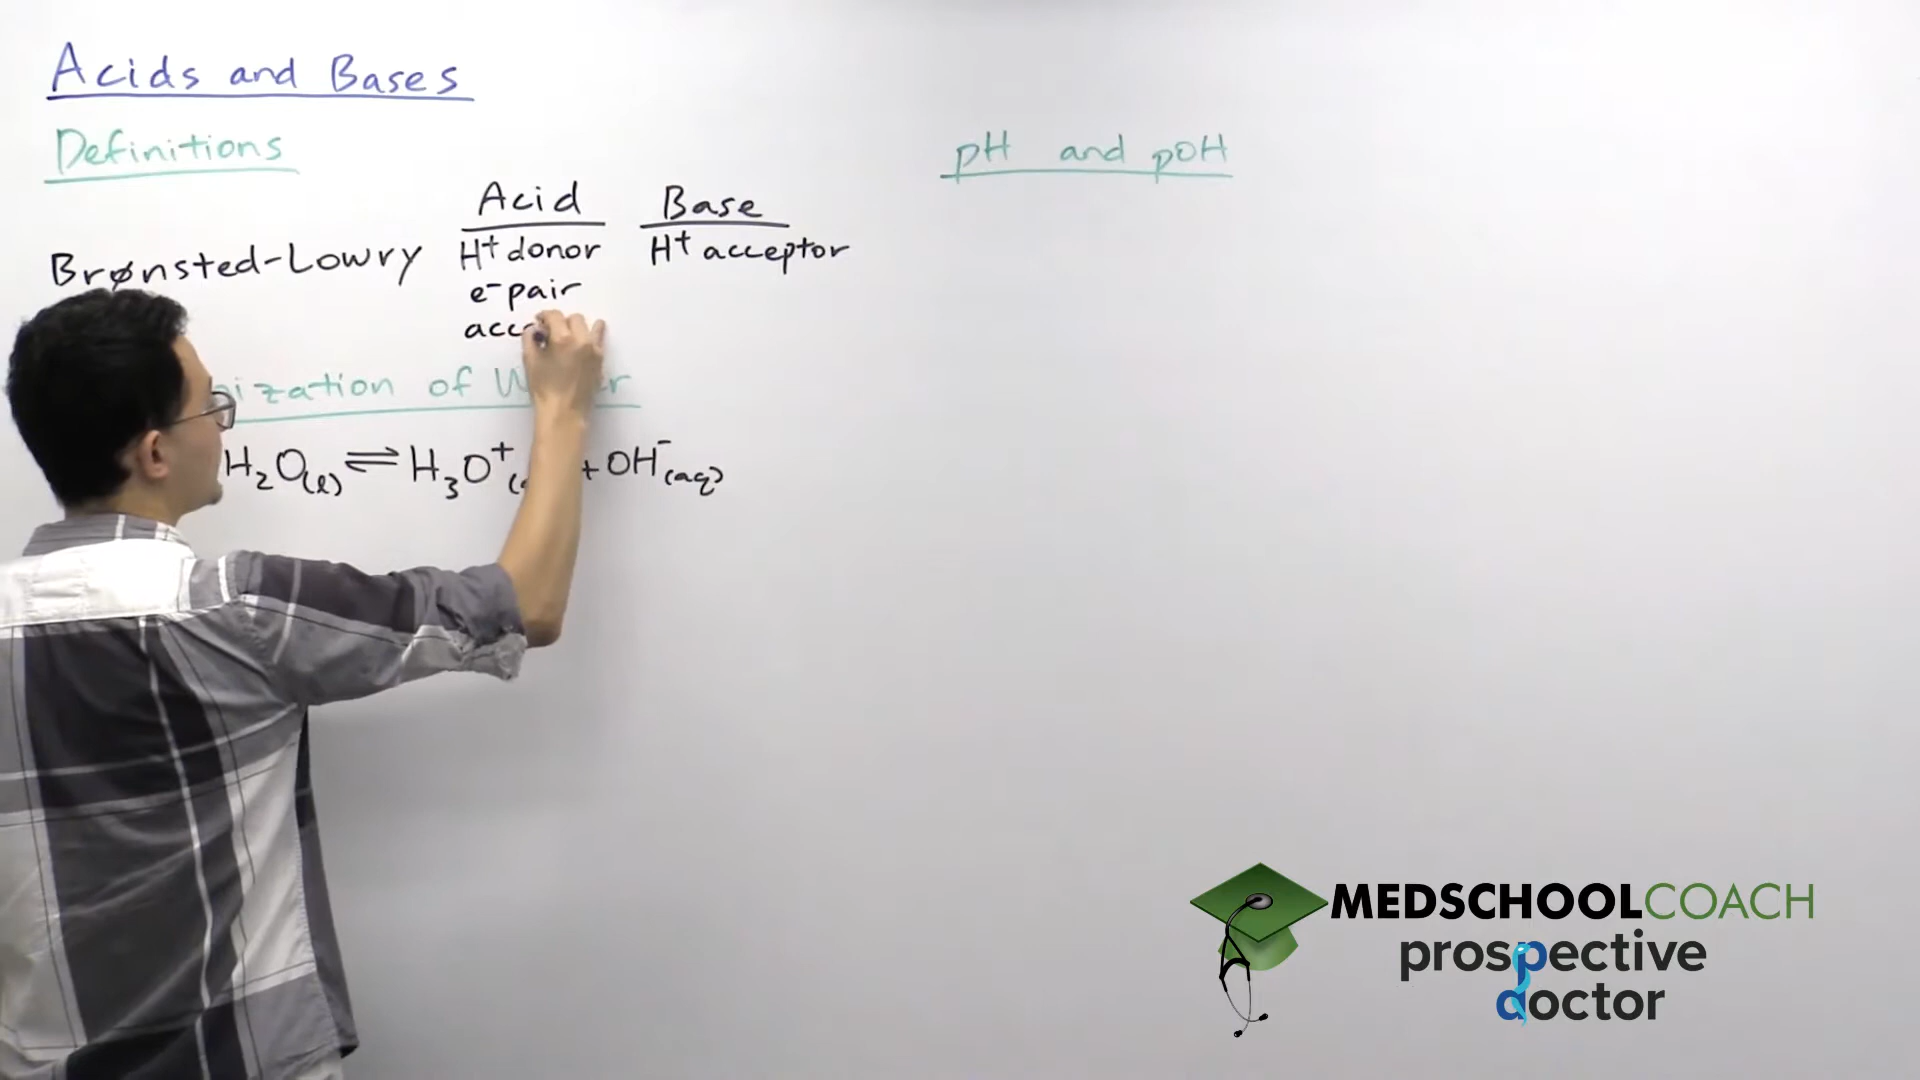 Acids and Bases
Definitions
Acid Base
Brønsted-Lowry H⁺ donor H⁺ acceptor
e⁻ pair
of
H₂O(l) ⇌ H₃O⁺ + OH⁻(aq)
pH and pOH
MEDSCHOOLCOACH
prospective
doctor